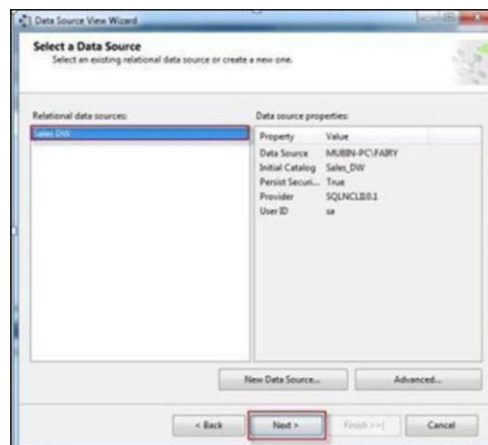 Data Source View Wizard
Select a Data Source
Select an existing relational data source or create a new one.
Relational data sources:
Sales DW
Data source properties:
Property Value
Data Source MUBIN-PC\FAIRY
Initial Catalog Sales_DW
Persist Securi... True
Provider SQLNCLI10.1
User ID sa
New Data Source...
Advanced...
< Back
Next >
Finish >>|
Cancel